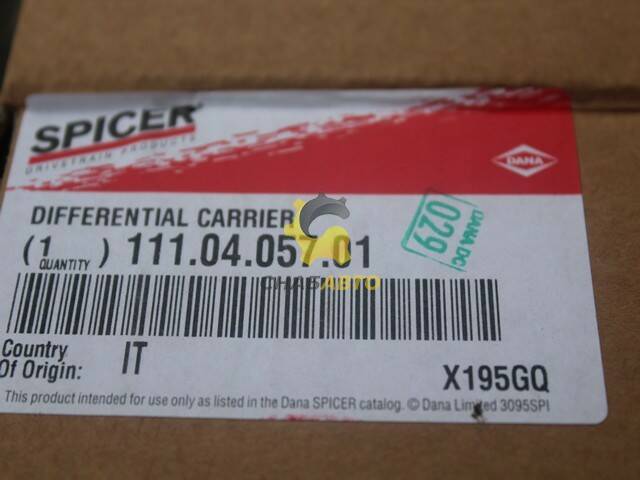 SPICER
DRIVETRAIN PRODUCTS
DANA
DIFFERENTIAL CARRIER
(1) 111.04.057.01
QUANTITY
DANA DC
029
СНАБАВТО
Country
Of Origin:
IT
X195GQ
This product intended for use only as listed in the Dana SPICER catalog. © Dana Limited 3095SPI